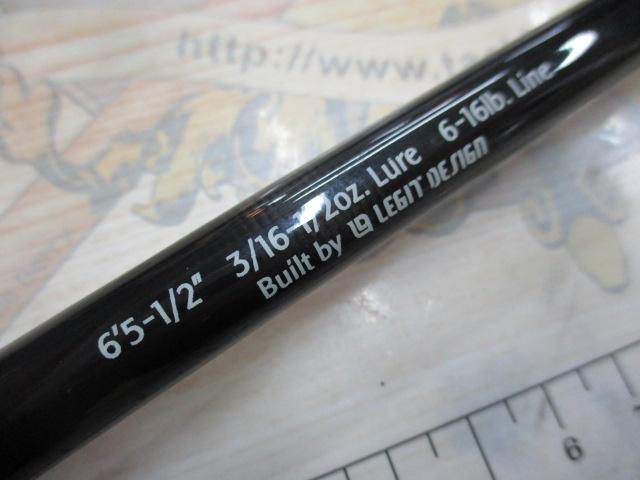 http://www.ta
6'5-1/2" 3/16-1/2oz. Lure 6-16lb. Line
Built by LEGIT DESIGN
6